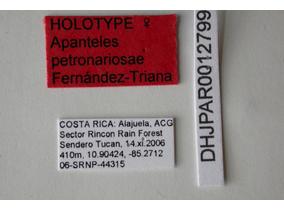 HOLOTYPE ♀
Apanteles
petronariosae
Fernández-Triana
COSTA RICA: Alajuela, ACG
Sector Rincon Rain Forest
Sendero Tucan, 14.xi.2006
410m, 10.90424, -85.2712
06-SRNP-44315
DHJPAR0012799